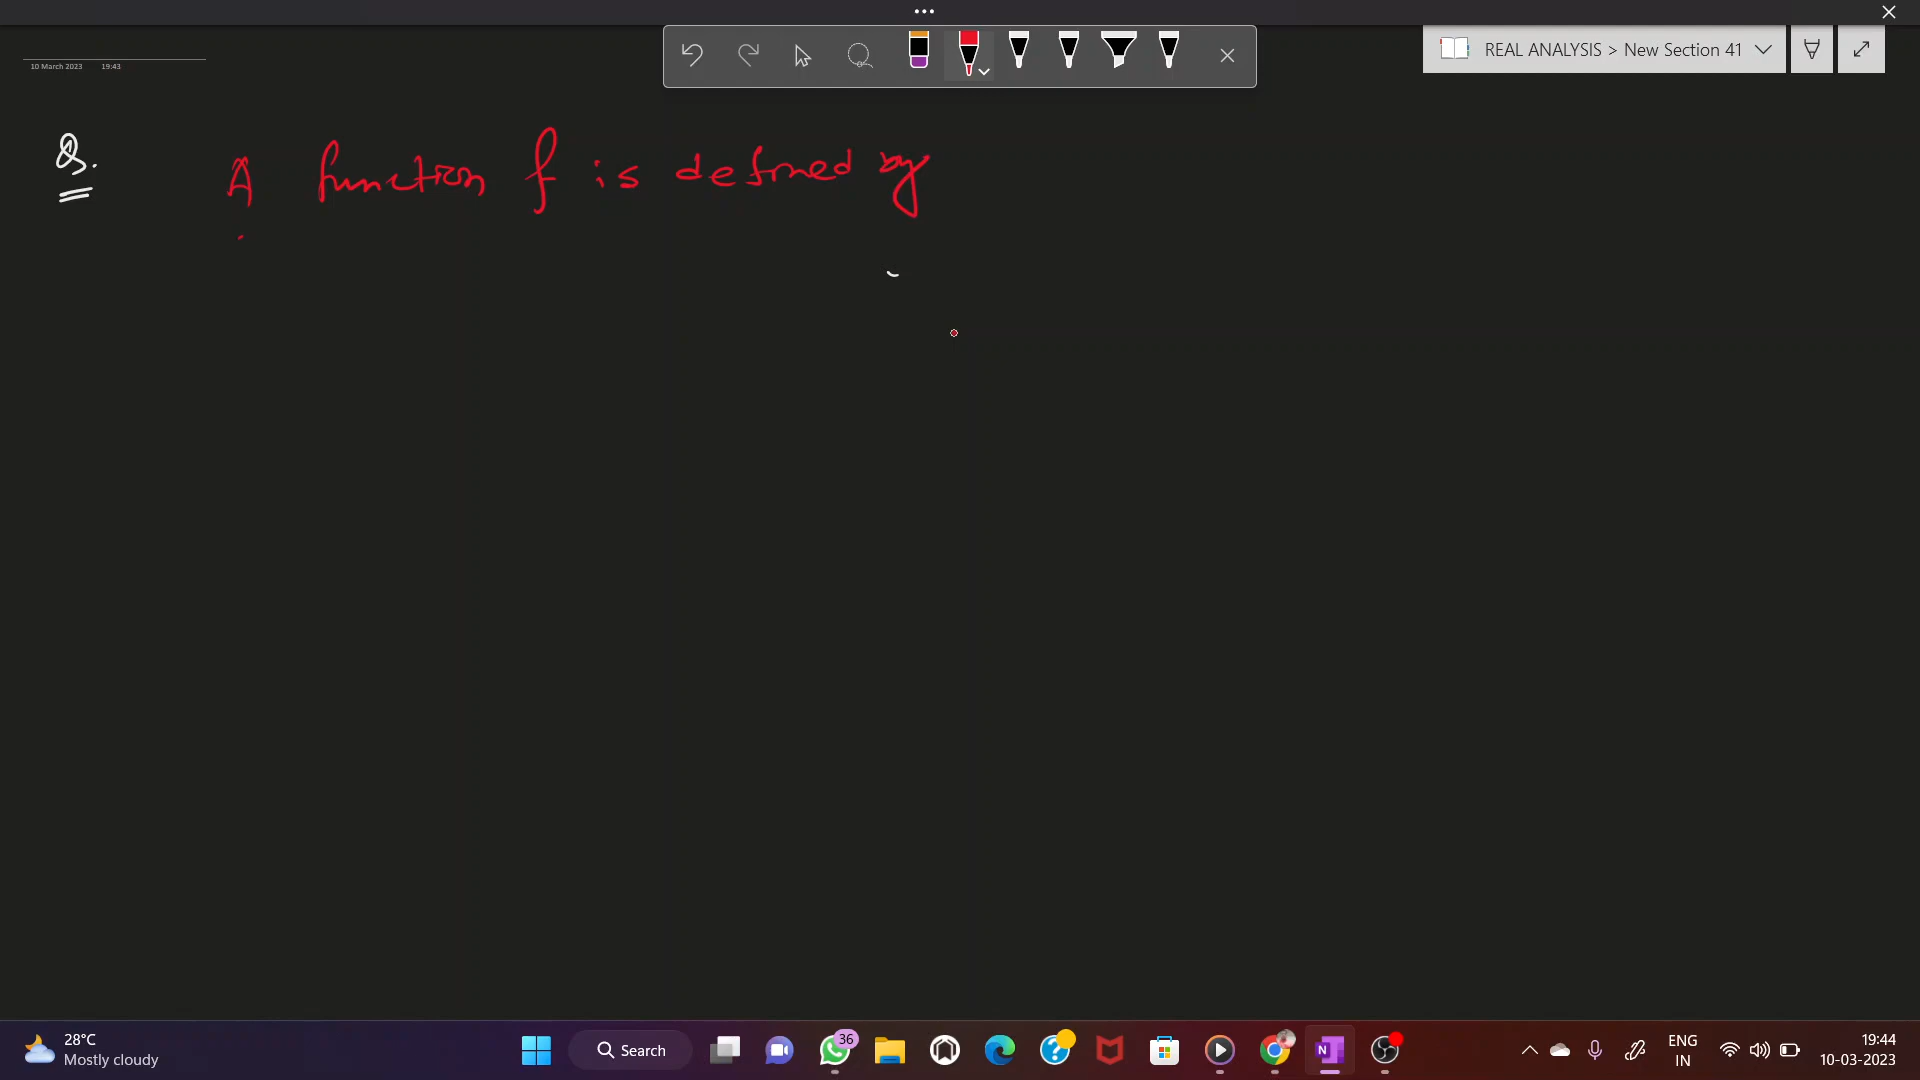 REAL ANALYSIS > New Section 41
10 March 2023 19:43
Q. A function f is defined by
28°C
Mostly cloudy
Search
36
ENG
IN
19:44
10-03-2023